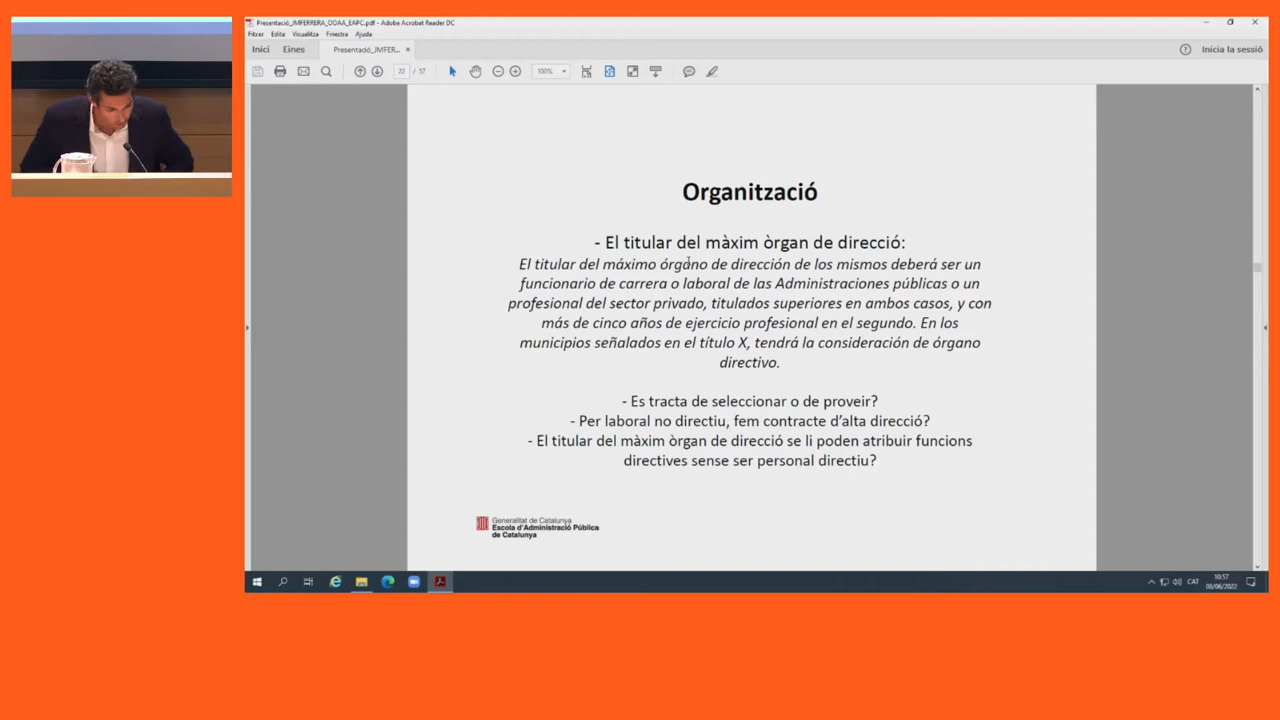 Presentació_JMFERRERA_OOAA_EAPC.pdf - Adobe Acrobat Reader DC
Fitxer Edita Visualitza Finestra Ajuda
Inici Eines Presentació_JMFER... × Inicia la sessió
22 / 57 100%
Organització
- El titular del màxim òrgan de direcció:
El titular del máximo órgano de dirección de los mismos deberá ser un
funcionario de carrera o laboral de las Administraciones públicas o un
profesional del sector privado, titulados superiores en ambos casos, y con
más de cinco años de ejercicio profesional en el segundo. En los
municipios señalados en el título X, tendrá la consideración de órgano
directivo.
- Es tracta de seleccionar o de proveir?
- Per laboral no directiu, fem contracte d'alta direcció?
- El titular del màxim òrgan de direcció se li poden atribuir funcions
directives sense ser personal directiu?
Generalitat de Catalunya
Escola d'Administració Pública
de Catalunya
CAT
10:57
08/06/2022